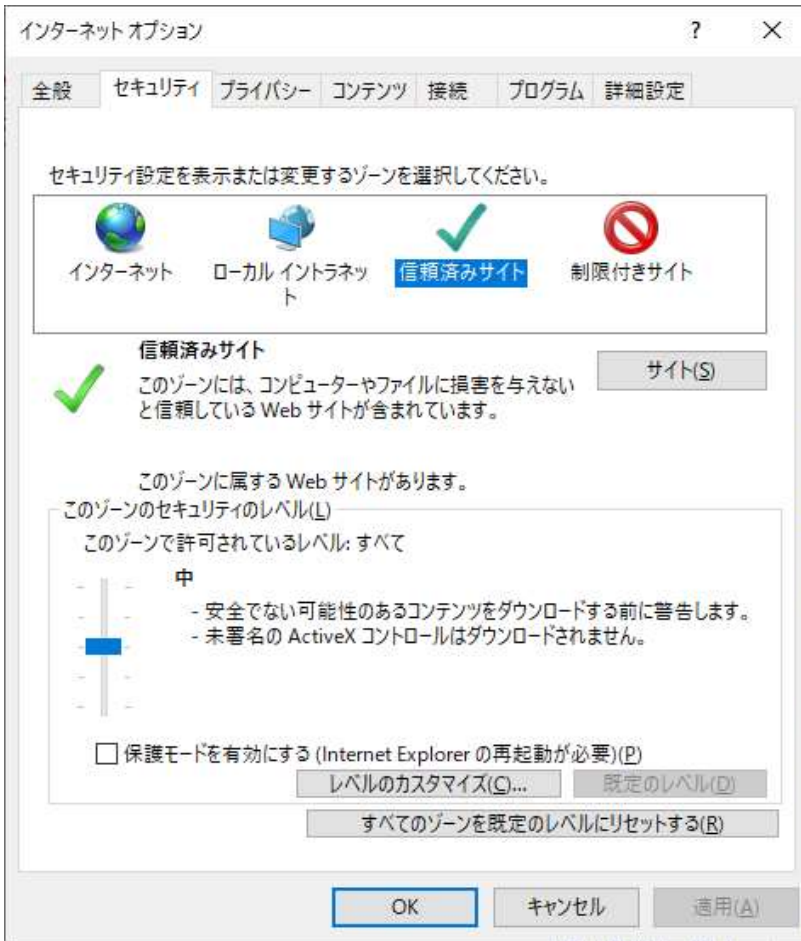 インターネット オプション
? ×
全般 セキュリティ プライバシー コンテンツ 接続 プログラム 詳細設定
セキュリティ設定を表示または変更するゾーンを選択してください。
インターネット
ローカル イントラネッ
ト
信頼済みサイト
制限付きサイト
信頼済みサイト
このゾーンには、コンピューターやファイルに損害を与えない
と信頼している Web サイトが含まれています。
サイト(S)
このゾーンに属する Web サイトがあります。
このゾーンのセキュリティのレベル(L)
このゾーンで許可されているレベル: すべて
中
- 安全でない可能性のあるコンテンツをダウンロードする前に警告します。
- 未署名の ActiveX コントロールはダウンロードされません。
保護モードを有効にする (Internet Explorer の再起動が必要)(P)
レベルのカスタマイズ(C)... 既定のレベル(D)
すべてのゾーンを既定のレベルにリセットする(R)
OK キャンセル 適用(A)